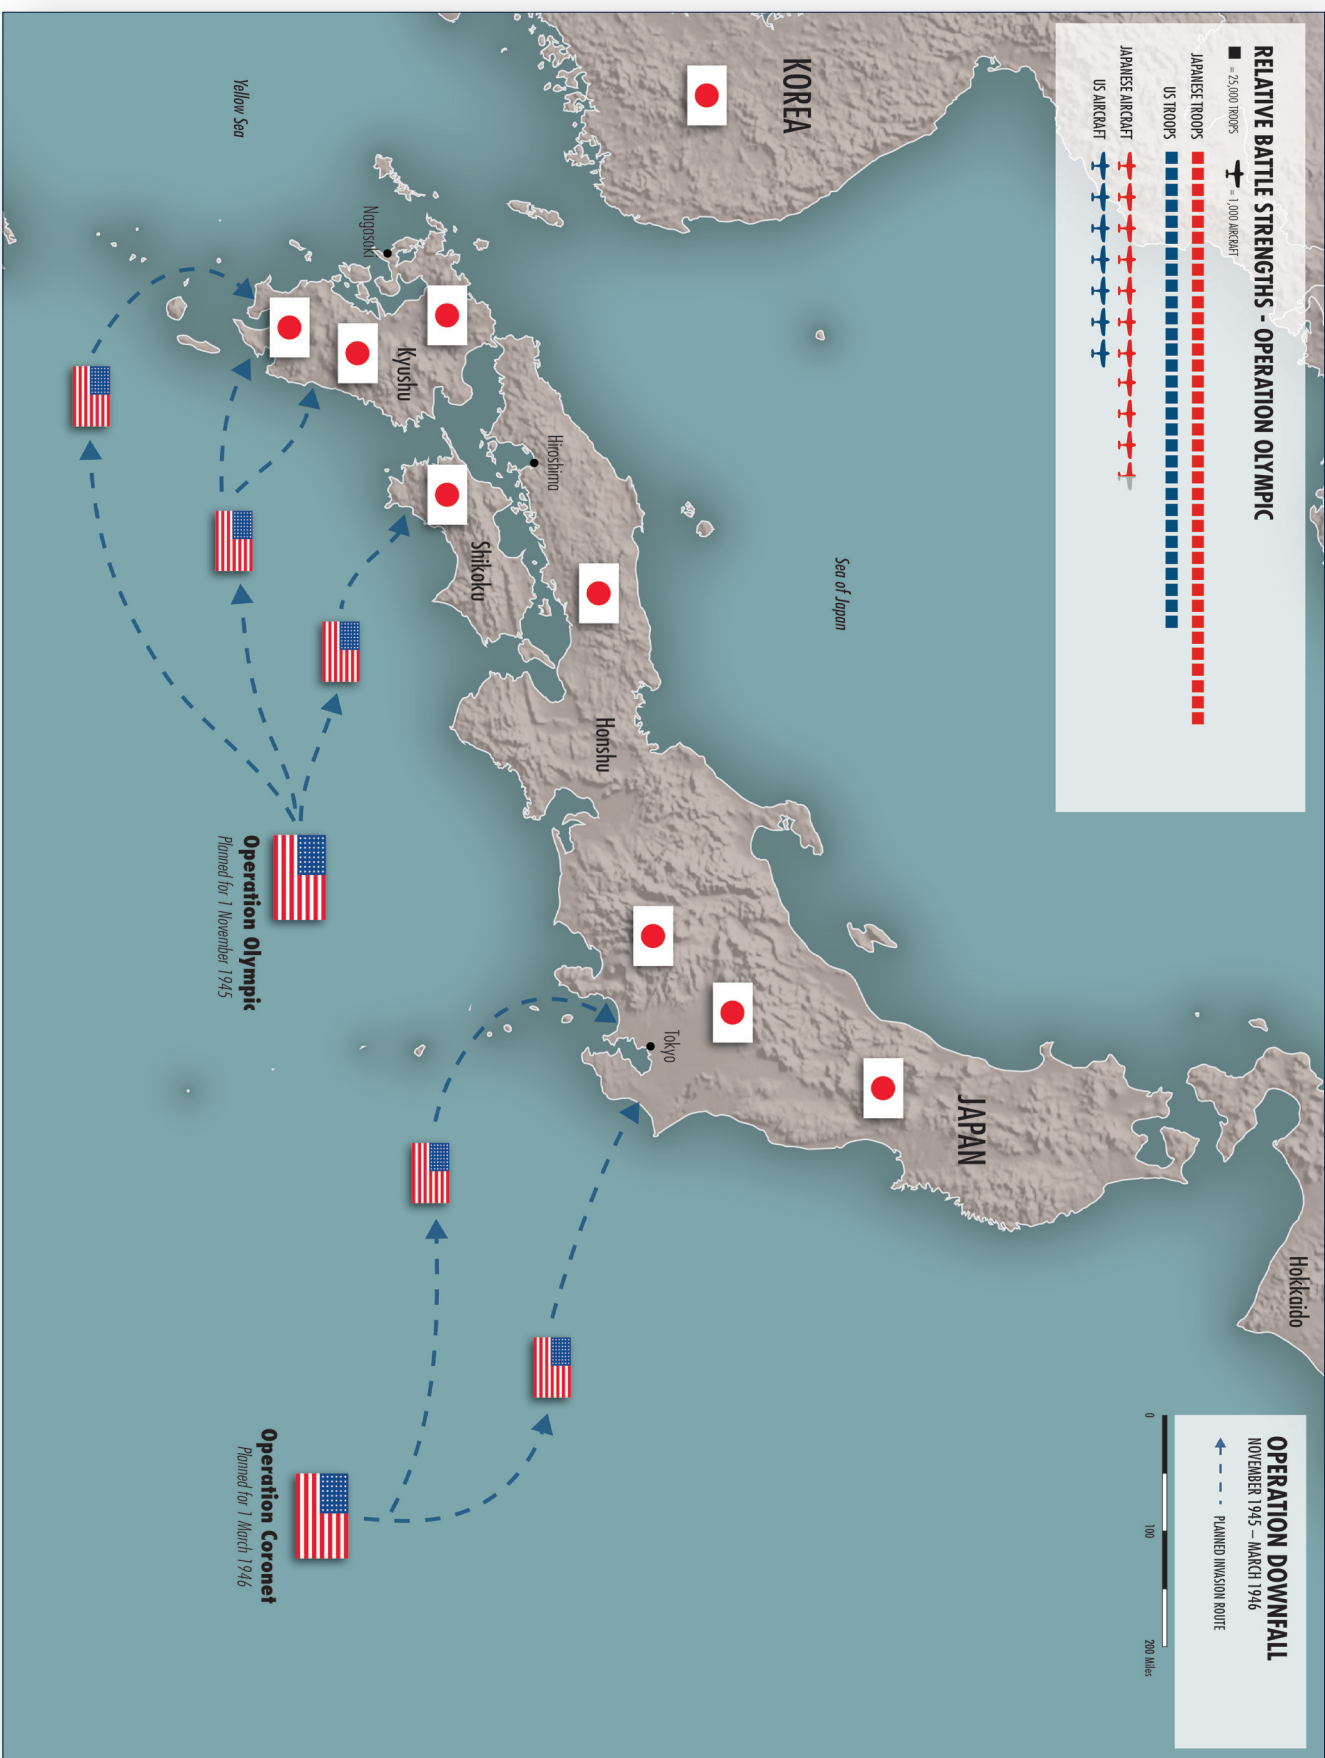 RELATIVE BATTLE STRENGTHS - OPERATION OLYMPIC
= 25,000 TROOPS = 1,000 AIRCRAFT
JAPANESE TROOPS
US TROOPS
JAPANESE AIRCRAFT
US AIRCRAFT
OPERATION DOWNFALL
NOVEMBER 1945 – MARCH 1946
PLANNED INVASION ROUTE
0 100 200 Miles
Hokkaido
JAPAN
Sea of Japan
KOREA
Tokyo
Honshu
Hiroshima
Shikoku
Kyushu
Nagasaki
Yellow Sea
Operation Olympic
Planned for 1 November 1945
Operation Coronet
Planned for 1 March 1946